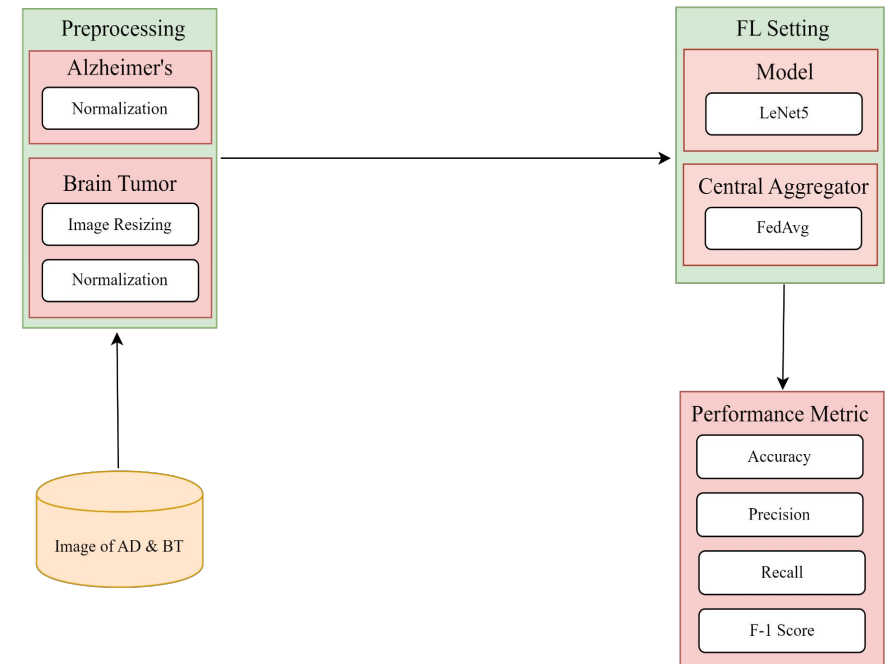 Preprocessing
Alzheimer's
Normalization
Brain Tumor
Image Resizing
Normalization
Image of AD & BT
FL Setting
Model
LeNet5
Central Aggregator
FedAvg
Performance Metric
Accuracy
Precision
Recall
F-1 Score